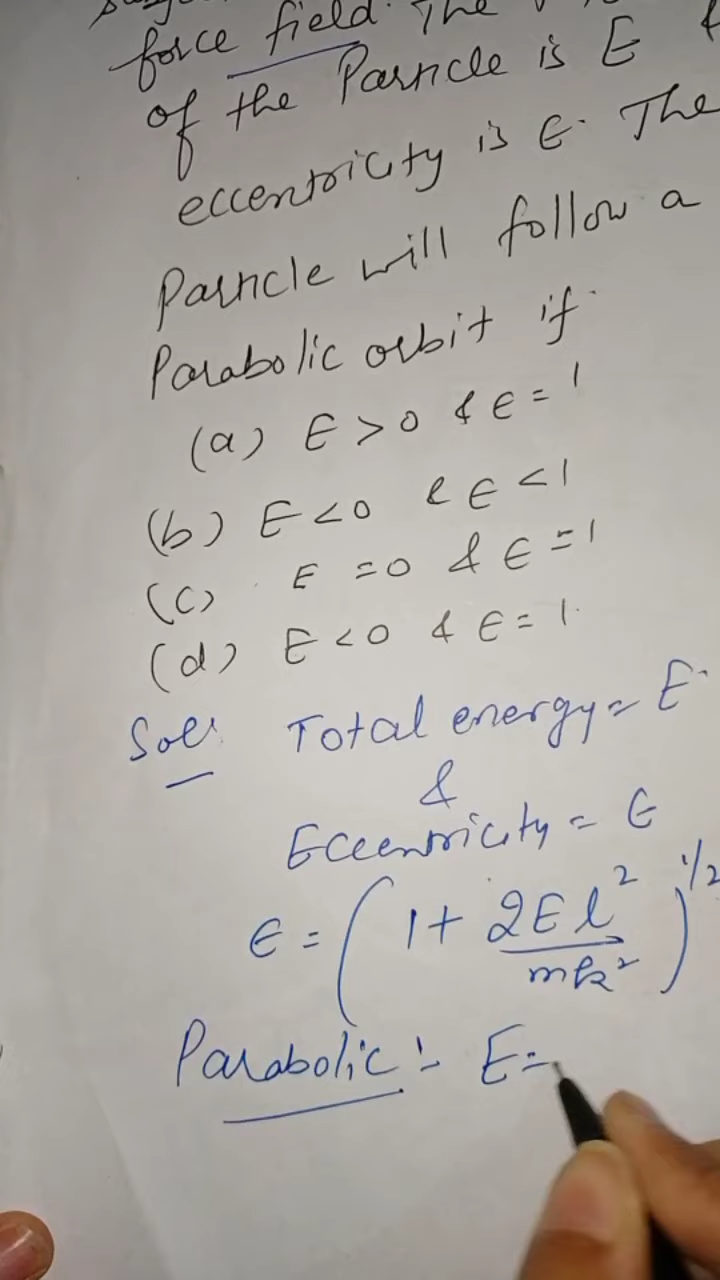 force field. The
of the Particle is E &
eccentricity is ϵ. The
Particle will follow a
Parabolic orbit if.
(a) E > 0 & ϵ = 1
(b) E < 0 & ϵ < 1
(c) E = 0 & ϵ = 1
(d) E < 0 & ϵ = 1.
Sol: Total energy = E.
&
Eccentricity = ϵ
ϵ = (1 + 2El²/mk²)^1/2
Parabolic :- E=